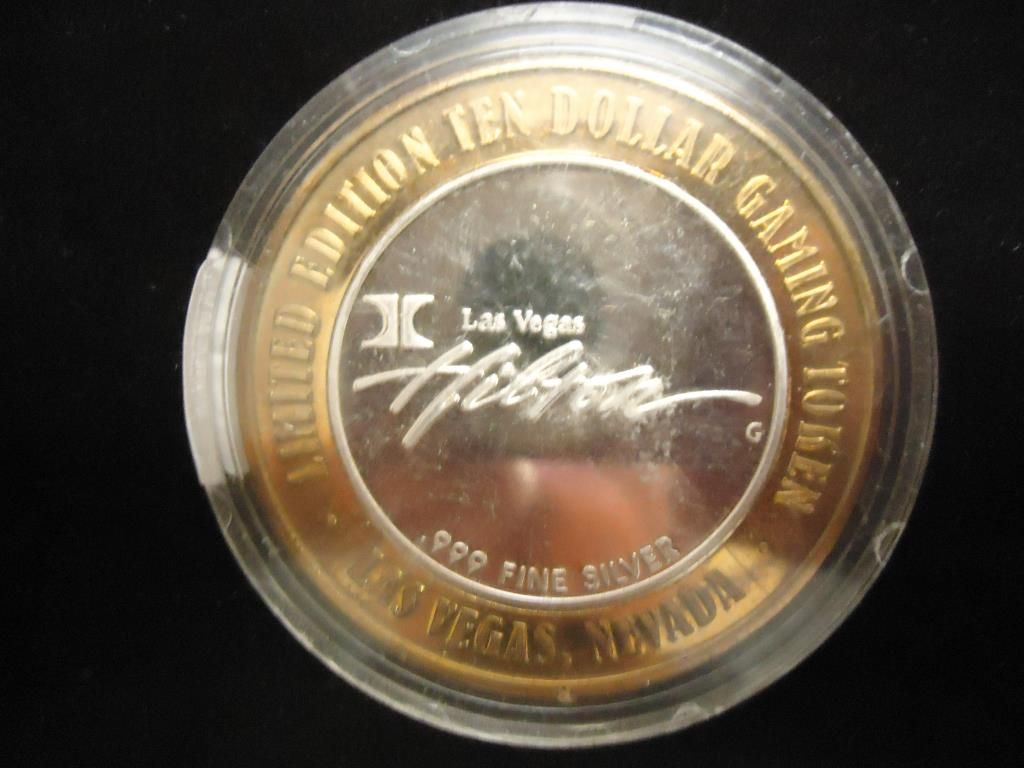 LIMITED EDITION TEN DOLLAR GAMING TOKEN
Las Vegas
Hilton
G
.999 FINE SILVER
LAS VEGAS, NEVADA